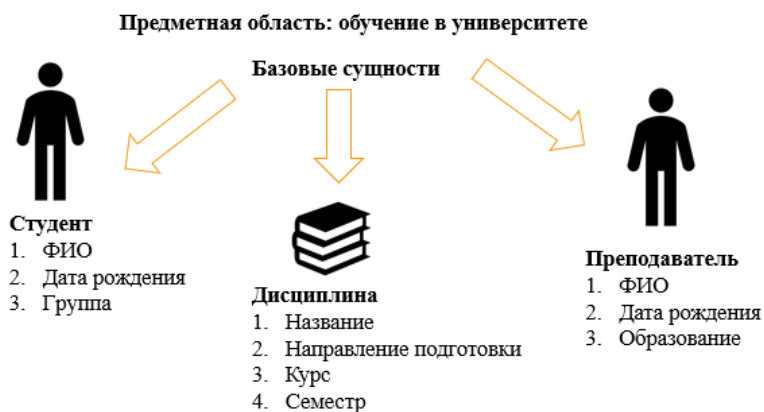 Предметная область: обучение в университете
Базовые сущности
Студент
1. ФИО
2. Дата рождения
3. Группа
Дисциплина
1. Название
2. Направление подготовки
3. Курс
4. Семестр
Преподаватель
1. ФИО
2. Дата рождения
3. Образование